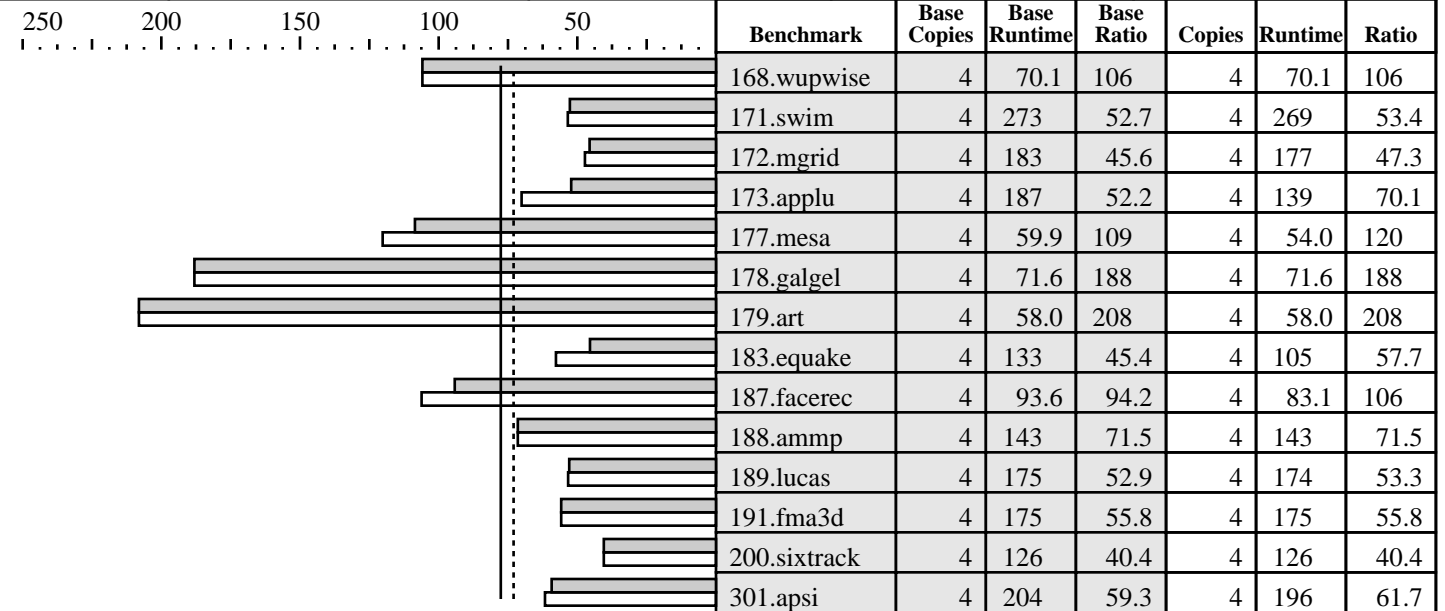 250 200 150 100 50
Benchmark Base Copies Base Runtime Base Ratio Copies Runtime Ratio
168.wupwise 4 70.1 106 4 70.1 106
171.swim 4 273 52.7 4 269 53.4
172.mgrid 4 183 45.6 4 177 47.3
173.applu 4 187 52.2 4 139 70.1
177.mesa 4 59.9 109 4 54.0 120
178.galgel 4 71.6 188 4 71.6 188
179.art 4 58.0 208 4 58.0 208
183.equake 4 133 45.4 4 105 57.7
187.facerec 4 93.6 94.2 4 83.1 106
188.ammp 4 143 71.5 4 143 71.5
189.lucas 4 175 52.9 4 174 53.3
191.fma3d 4 175 55.8 4 175 55.8
200.sixtrack 4 126 40.4 4 126 40.4
301.apsi 4 204 59.3 4 196 61.7